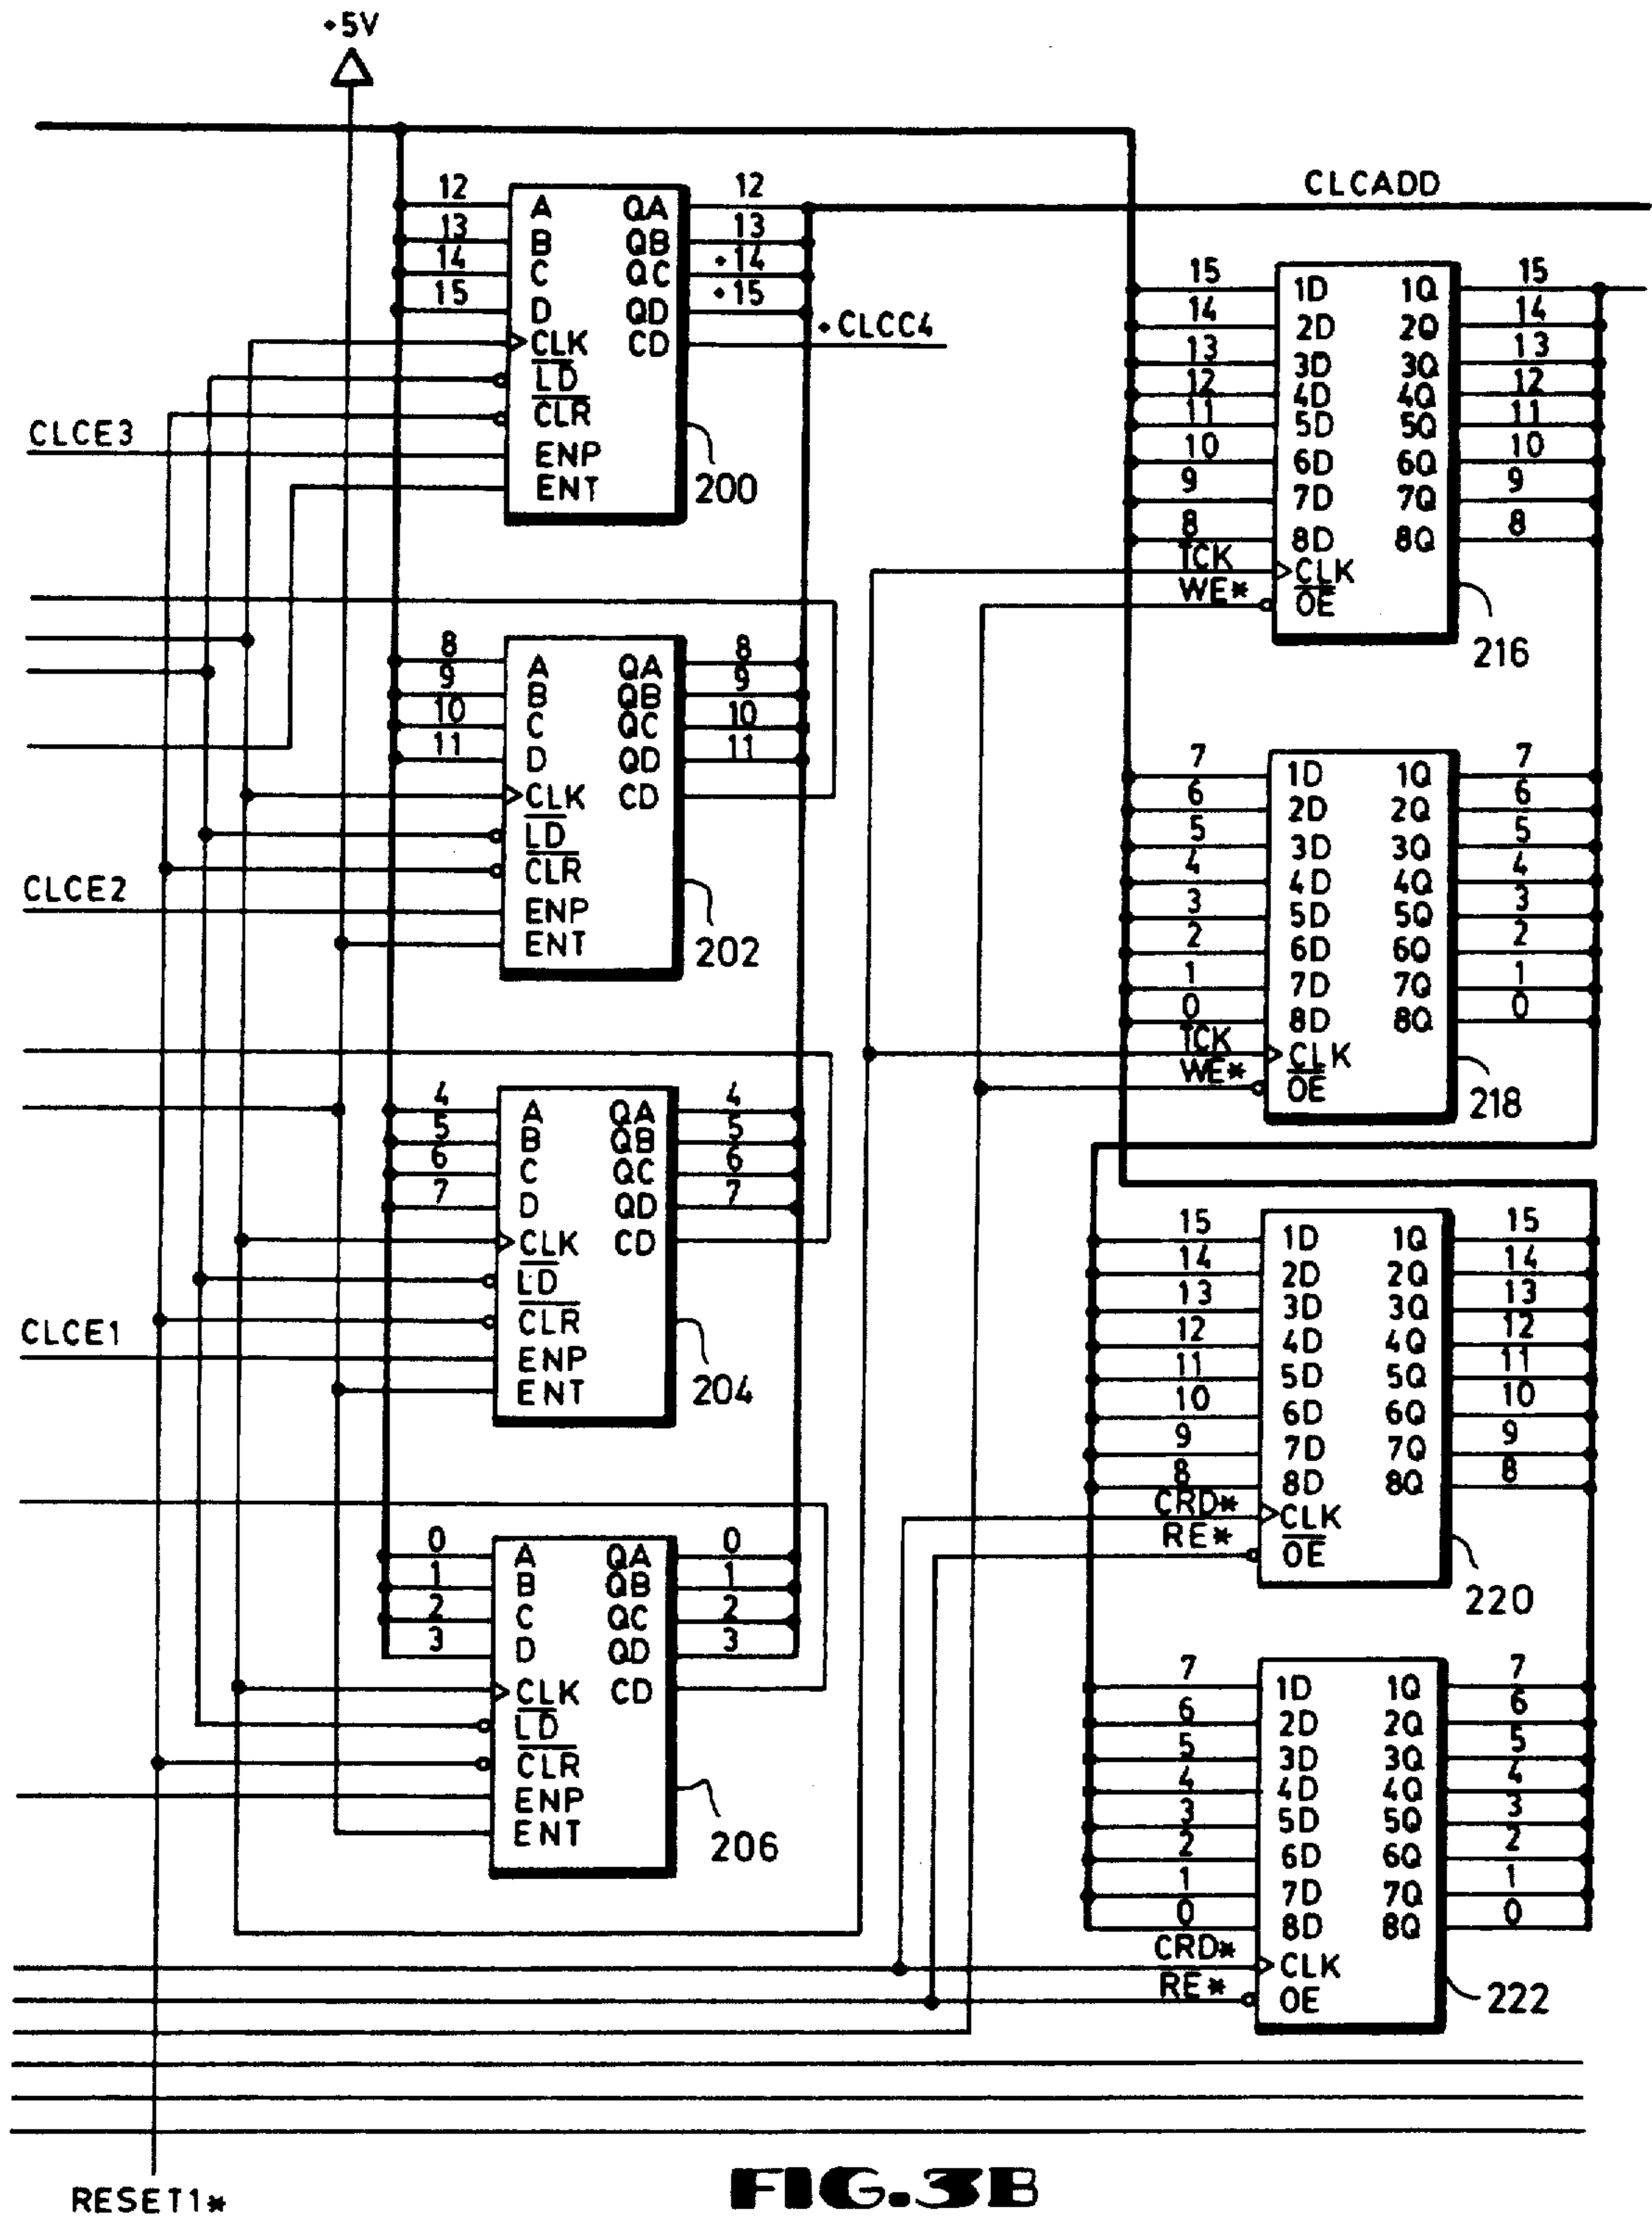 +5V
CLCADD
12 A QA 12
13 B QB 13
14 C QC +14
15 D QD +15
CLK CD +CLCC4
LD
CLR
CLCE3 ENP
ENT
200
15 1D 1Q 15
14 2D 2Q 14
13 3D 3Q 13
12 4D 4Q 12
11 5D 5Q 11
10 6D 6Q 10
9 7D 7Q 9
8 8D 8Q 8
TCK CLK
WE* OE
216
8 A QA 8
9 B QB 9
10 C QC 10
11 D QD 11
CLK CD
LD
CLR
CLCE2 ENP
ENT
202
7 1D 1Q 7
6 2D 2Q 6
5 3D 3Q 5
4 4D 4Q 4
3 5D 5Q 3
2 6D 6Q 2
1 7D 7Q 1
0 8D 8Q 0
TCK CLK
WE* OE
218
4 A QA 4
5 B QB 5
6 C QC 6
7 D QD 7
CLK CD
LD
CLR
CLCE1 ENP
ENT
204
15 1D 1Q 15
14 2D 2Q 14
13 3D 3Q 13
12 4D 4Q 12
11 5D 5Q 11
10 6D 6Q 10
9 7D 7Q 9
8 8D 8Q 8
CRD* CLK
RE* OE
220
0 A QA 0
1 B QB 1
2 C QC 2
3 D QD 3
CLK CD
LD
CLR
ENP
ENT
206
7 1D 1Q 7
6 2D 2Q 6
5 3D 3Q 5
4 4D 4Q 4
3 5D 5Q 3
2 6D 6Q 2
1 7D 7Q 1
0 8D 8Q 0
CRD* CLK
RE* OE
222
RESET1*
FIG.3B